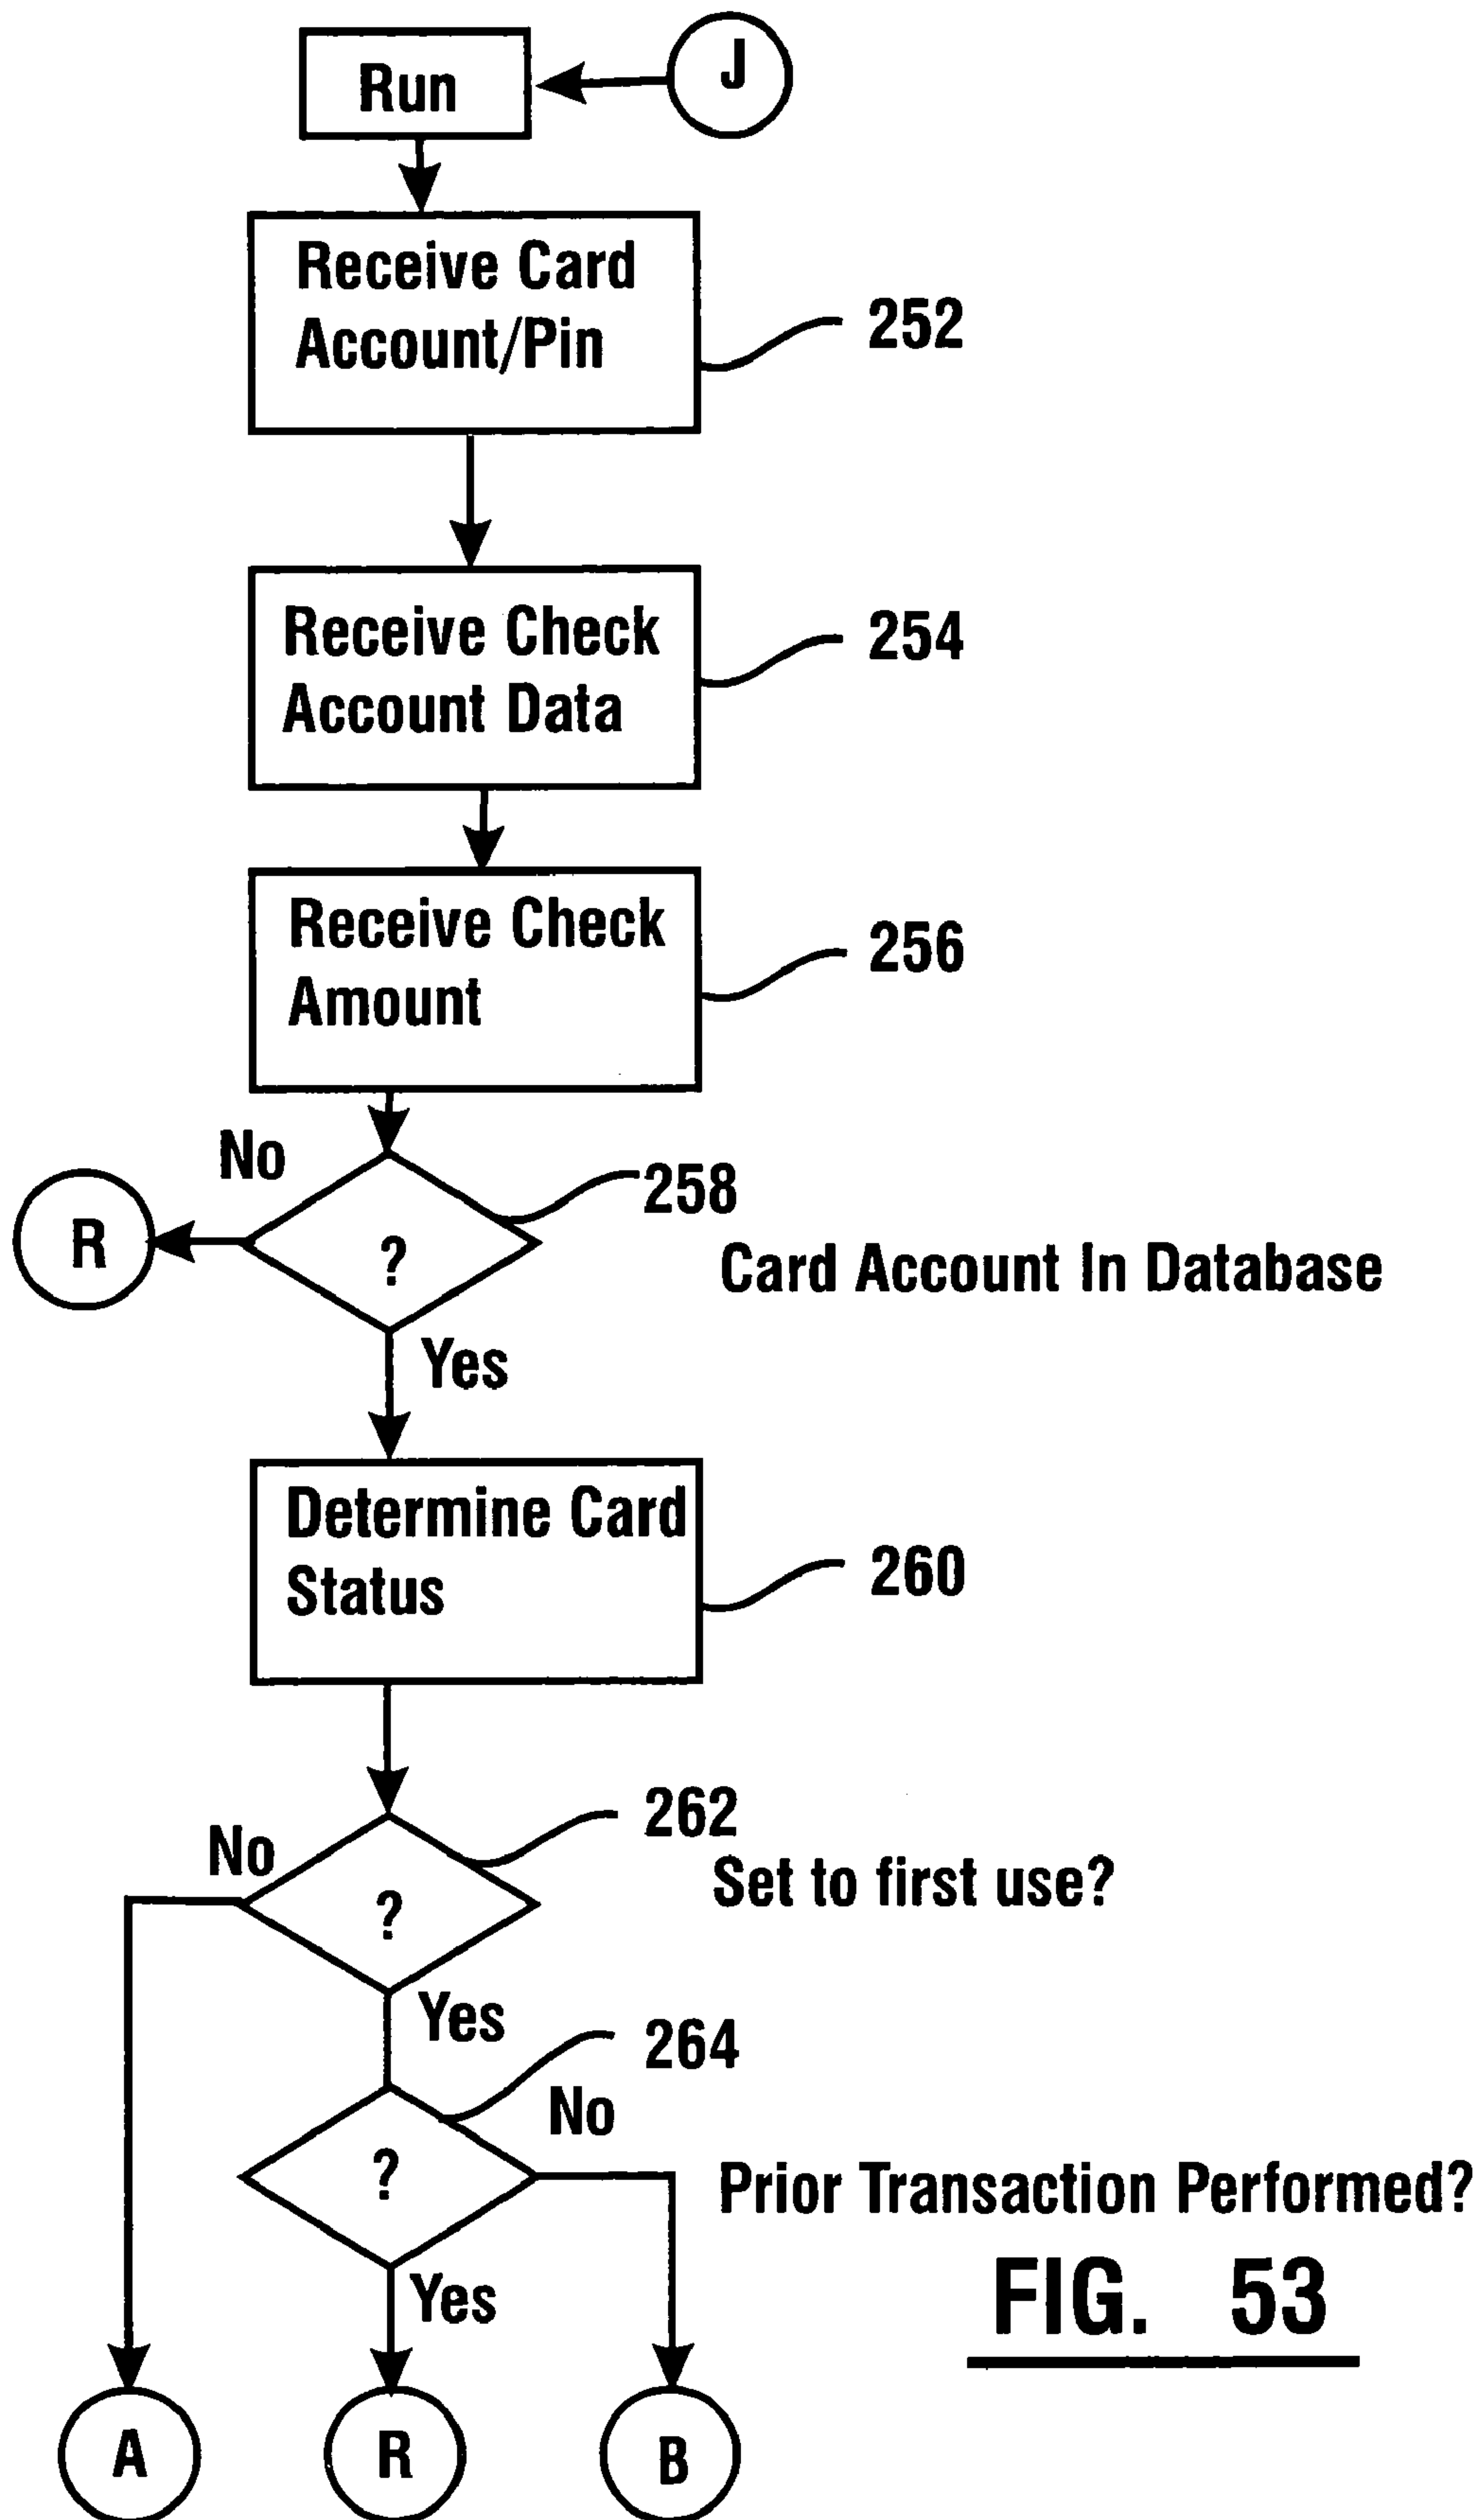 Run
J
Receive Card
Account/Pin
252
Receive Check
Account Data
254
Receive Check
Amount
256
No
258
R
?
Card Account In Database
Yes
Determine Card
Status
260
No
262
Set to first use?
?
Yes
264
No
?
Prior Transaction Performed?
Yes
FIG. 53
A
R
B